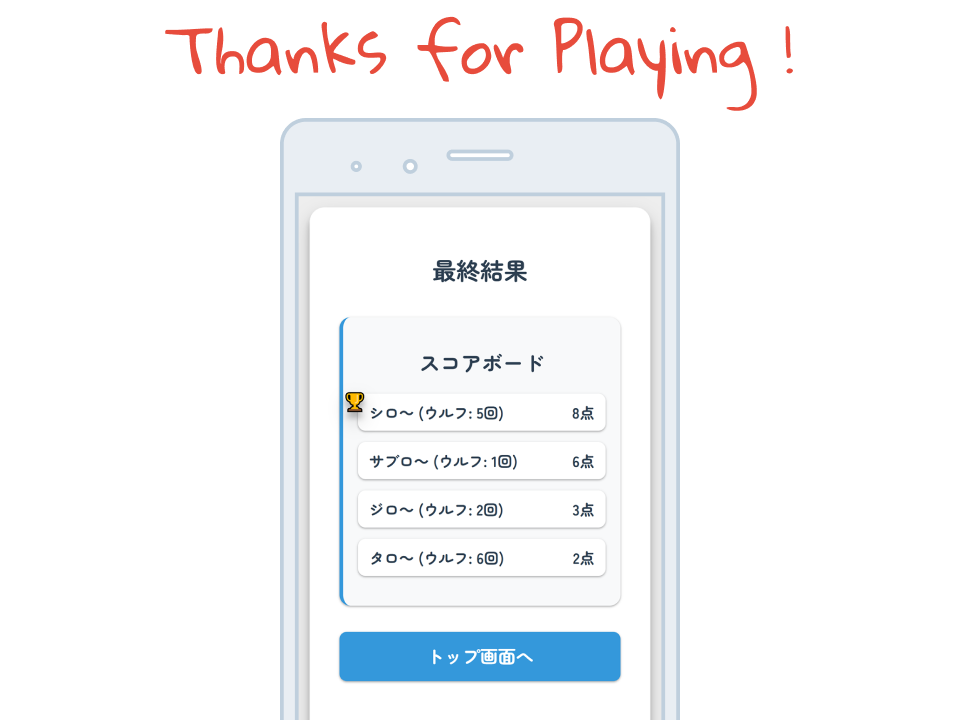 Thanks for Playing !
最終結果
スコアボード
シロ〜 (ウルフ: 5回) 8点
サブロ〜 (ウルフ: 1回) 6点
ジロ〜 (ウルフ: 2回) 3点
タロ〜 (ウルフ: 6回) 2点
トップ画面へ